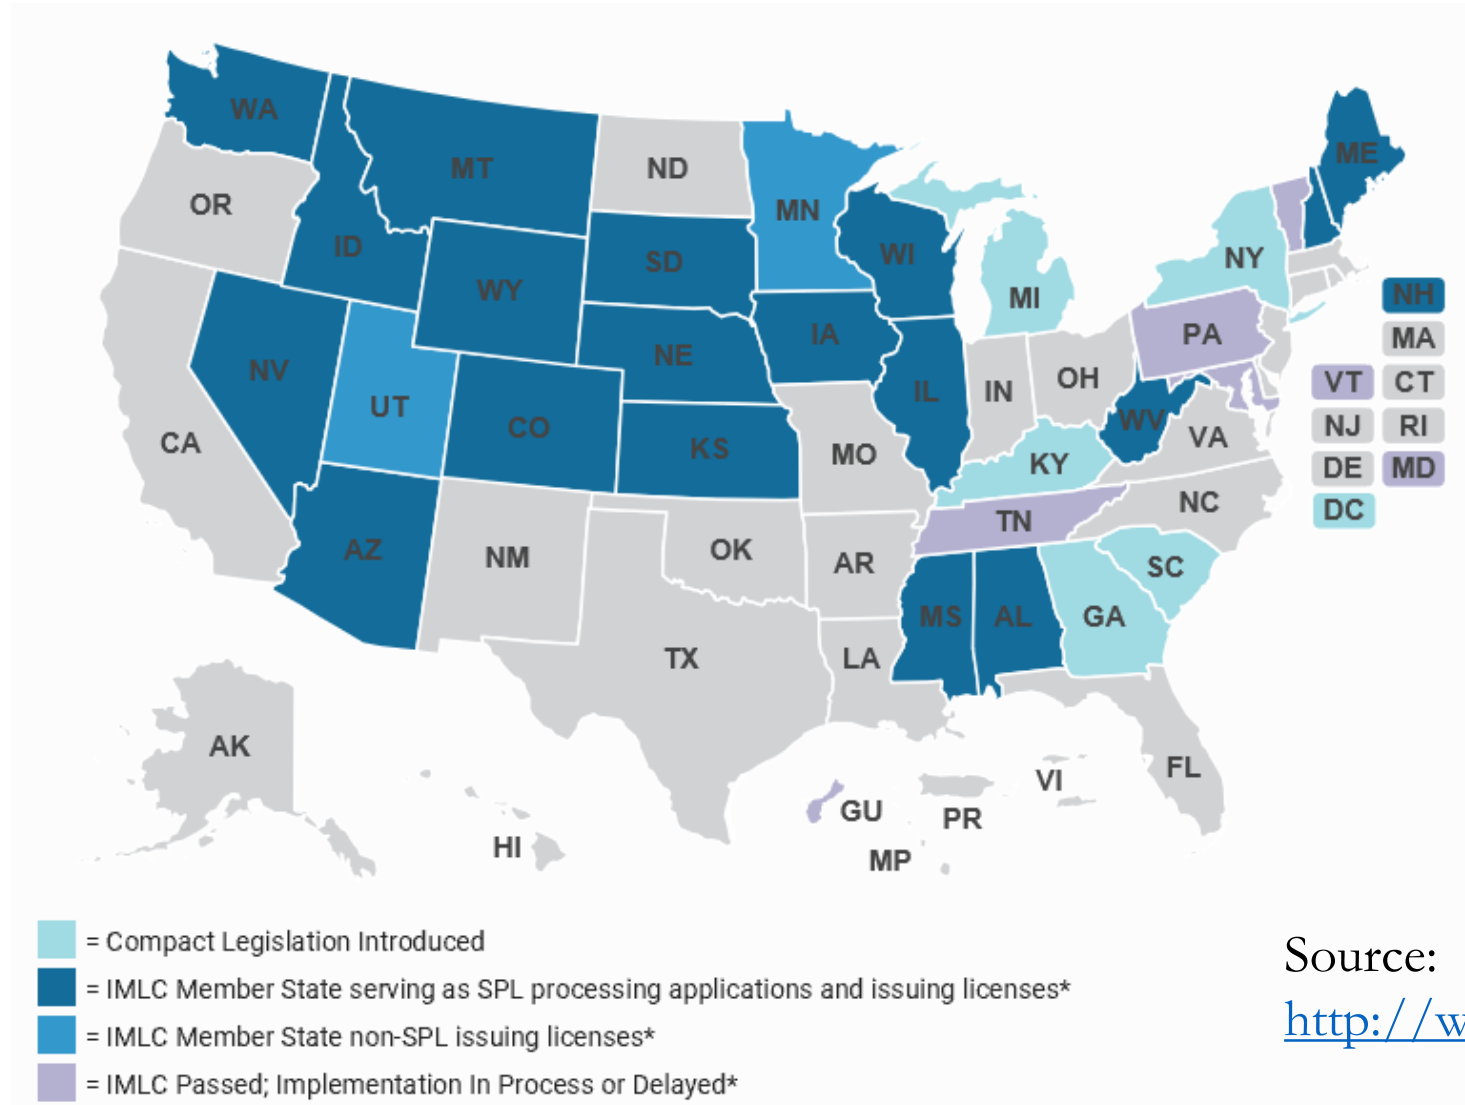 WA
ME
MT
ND
OR
MN
ID
WI
NY
SD
WY
MI
NH
PA
MA
IA
NE
NV
VT
CT
OH
IN
IL
UT
WV
NJ
RI
CO
VA
CA
KS
MO
KY
DE
MD
NC
DC
TN
AZ
OK
NM
AR
SC
MS
AL
GA
TX
LA
AK
FL
VI
GU
PR
HI
MP
= Compact Legislation Introduced
= IMLC Member State serving as SPL processing applications and issuing licenses*
= IMLC Member State non-SPL issuing licenses*
= IMLC Passed; Implementation In Process or Delayed*
Source:
http://w